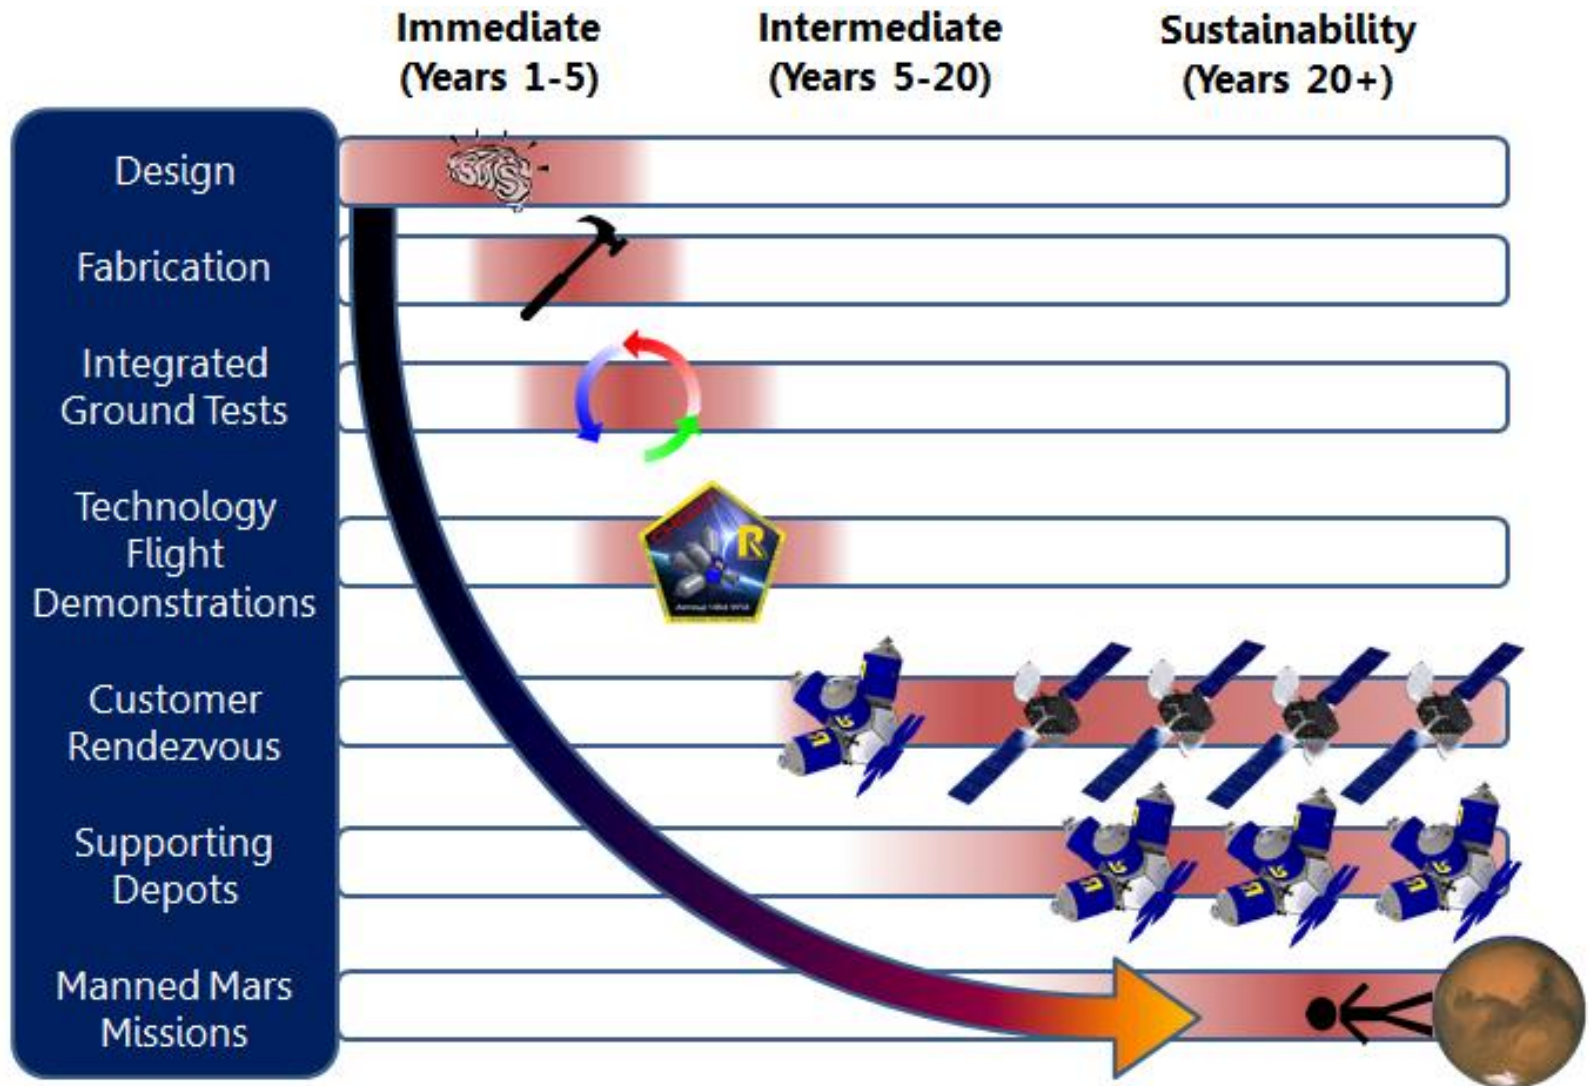 Immediate
(Years 1-5)
Intermediate
(Years 5-20)
Sustainability
(Years 20+)
Design
Fabrication
Integrated
Ground Tests
Technology
Flight
Demonstrations
R
Customer
Rendezvous
Supporting
Depots
Manned Mars
Missions